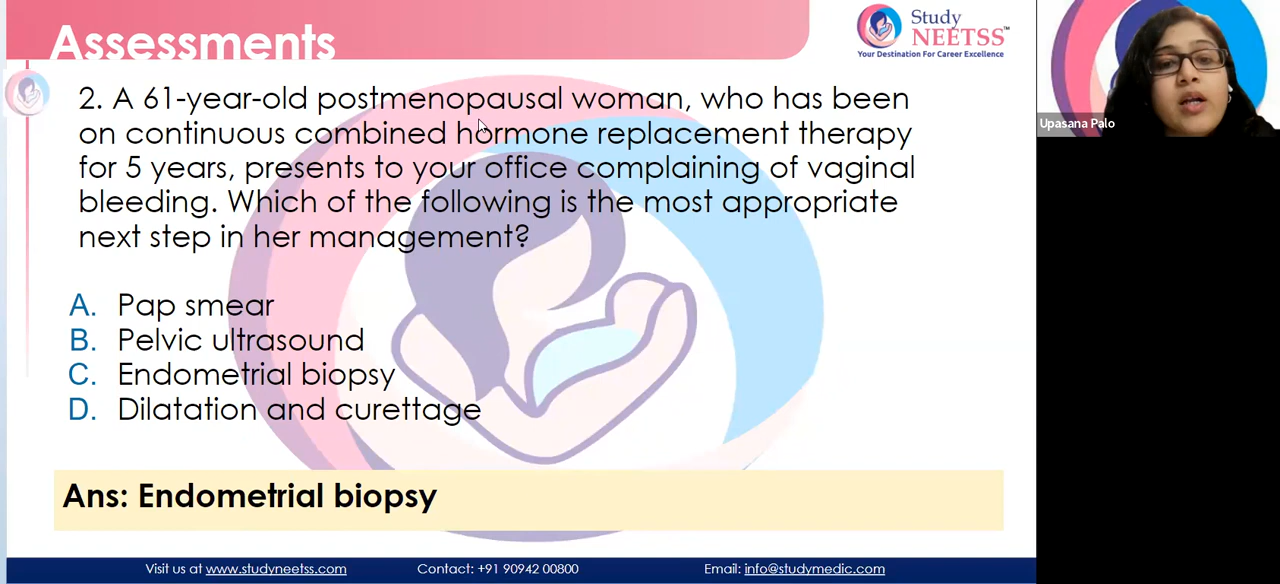 Assessments
Study
NEETSS™
Your Destination For Career Excellence
2. A 61-year-old postmenopausal woman, who has been
on continuous combined hormone replacement therapy
for 5 years, presents to your office complaining of vaginal
bleeding. Which of the following is the most appropriate
next step in her management?
A. Pap smear
B. Pelvic ultrasound
C. Endometrial biopsy
D. Dilatation and curettage
Ans: Endometrial biopsy
Visit us at www.studyneetss.com Contact: +91 90942 00800 Email: info@studymedic.com
Upasana Palo